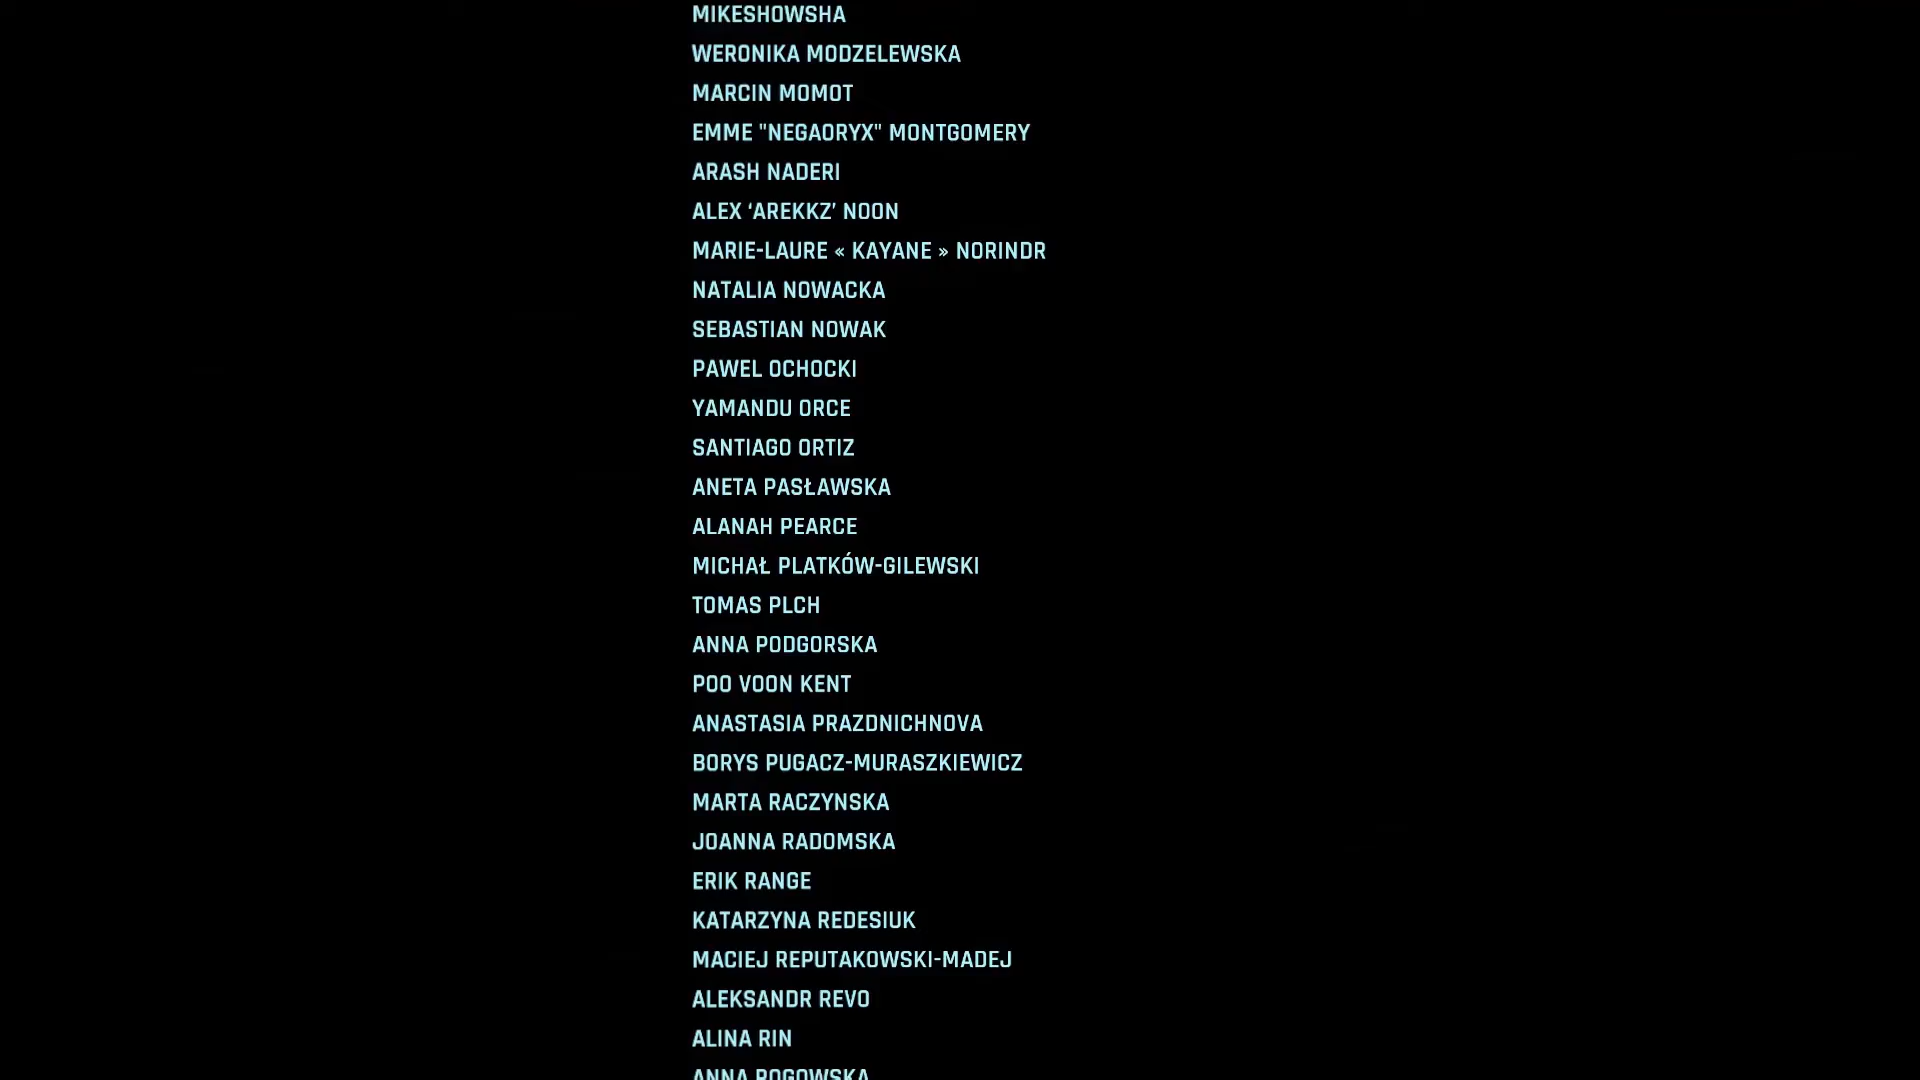 MIKESHOWSHA
WERONIKA MODZELEWSKA
MARCIN MOMOT
EMME "NEGAORYX" MONTGOMERY
ARASH NADERI
ALEX ‘AREKKZ’ NOON
MARIE-LAURE « KAYANE » NORINDR
NATALIA NOWACKA
SEBASTIAN NOWAK
PAWEL OCHOCKI
YAMANDU ORCE
SANTIAGO ORTIZ
ANETA PASŁAWSKA
ALANAH PEARCE
MICHAŁ PLATKÓW-GILEWSKI
TOMAS PLCH
ANNA PODGORSKA
POO VOON KENT
ANASTASIA PRAZDNICHNOVA
BORYS PUGACZ-MURASZKIEWICZ
MARTA RACZYNSKA
JOANNA RADOMSKA
ERIK RANGE
KATARZYNA REDESIUK
MACIEJ REPUTAKOWSKI-MADEJ
ALEKSANDR REVO
ALINA RIN
ANNA ROGOWSKA